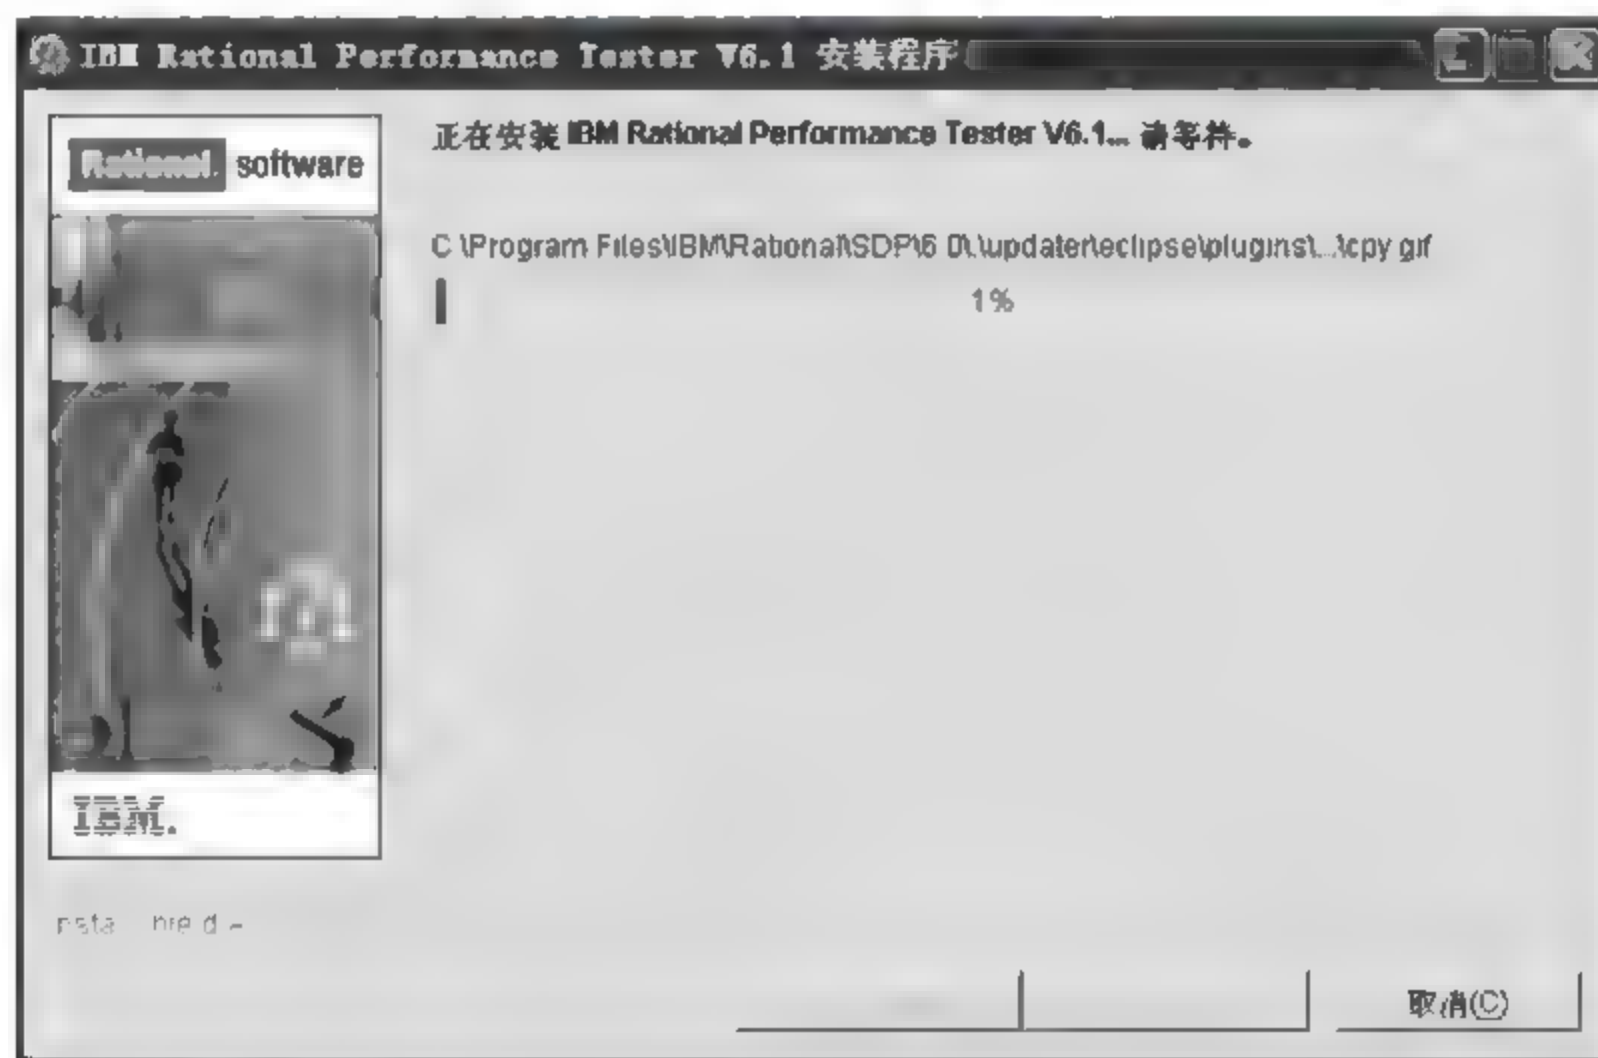 IBM Rational Performance Tester V6.1 安装程序
Rational. software
正在安装 IBM Rational Performance Tester V6.1... 请等待。
C:\Program Files\IBM\Rational\SDP\6.0\.\updater\eclipse\plugins\...\cpy.gif
1%
IBM.
取消(C)